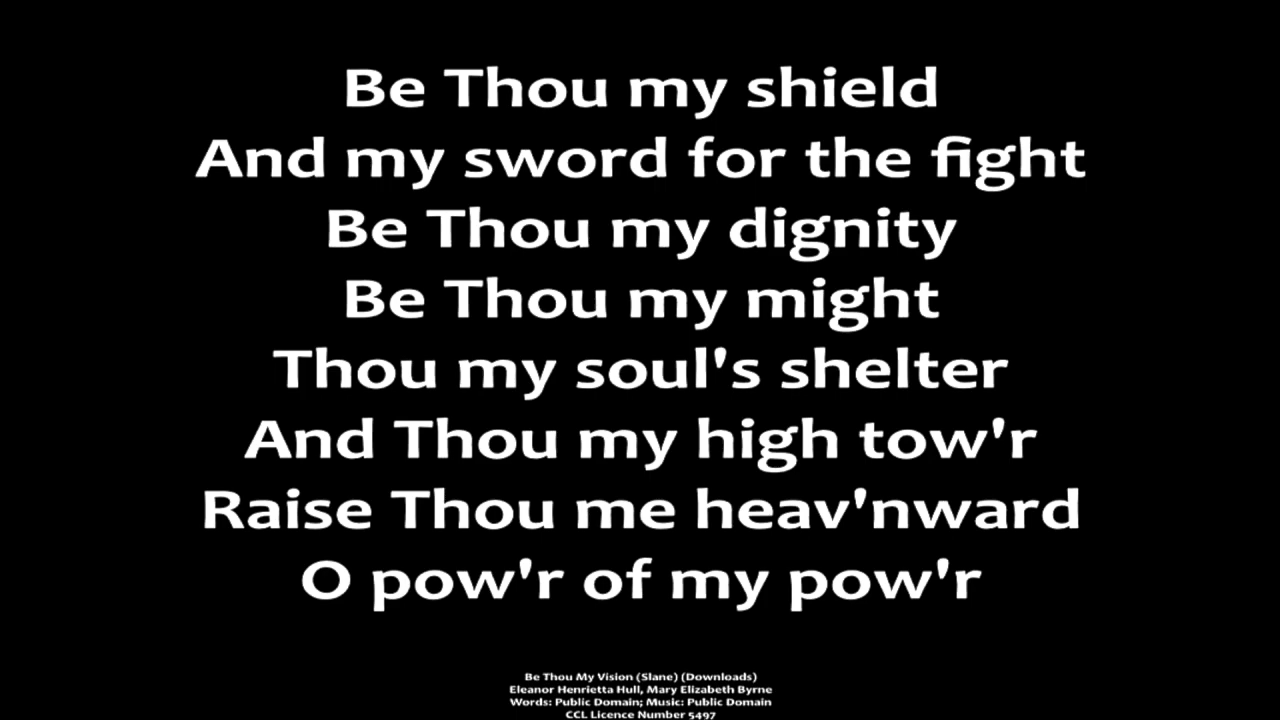 Be Thou my shield
And my sword for the fight
Be Thou my dignity
Be Thou my might
Thou my soul's shelter
And Thou my high tow'r
Raise Thou me heav'nward
O pow'r of my pow'r
Be Thou My Vision (Slane) (Downloads)
Eleanor Henrietta Hull, Mary Elizabeth Byrne
Words: Public Domain; Music: Public Domain
CCL Licence Number 5497